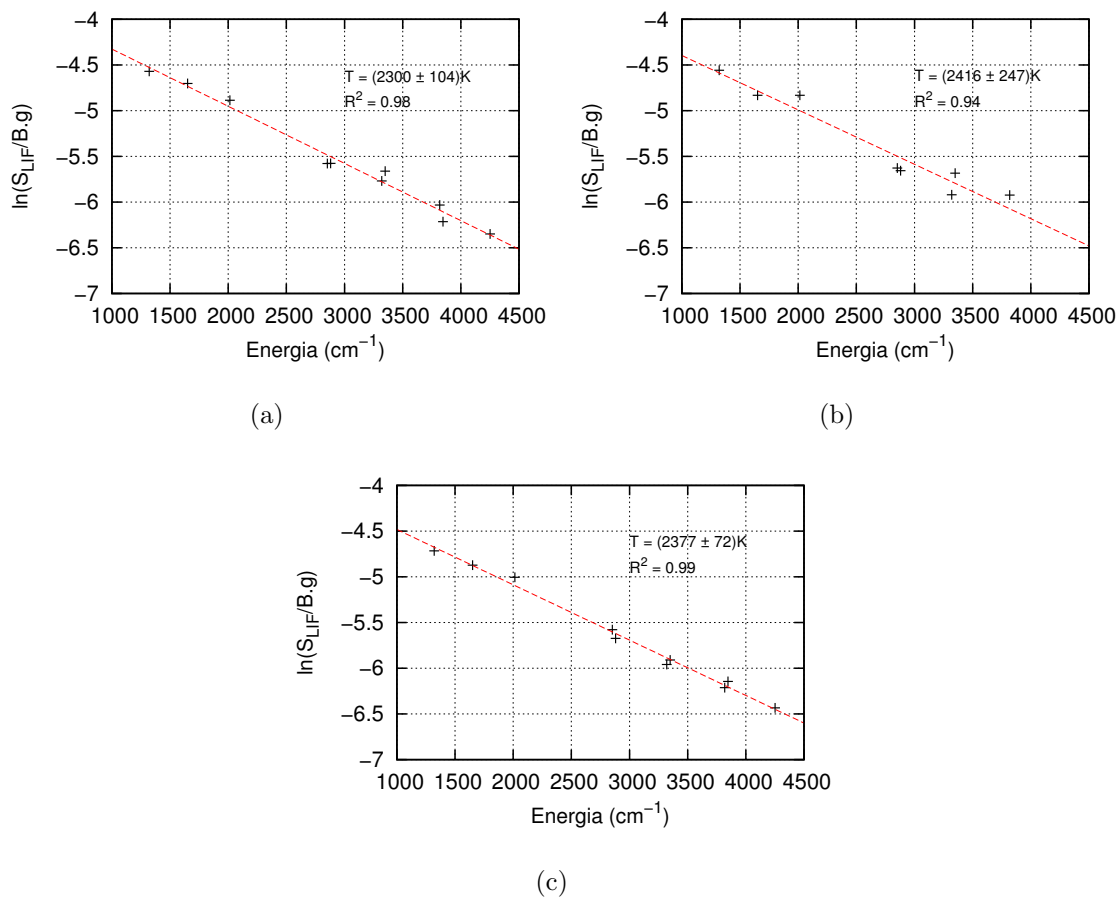 −4
−4.5
−5
−5.5
−6
−6.5
−7
ln(S_LIF/B.g)
T = (2300 ± 104)K
R² = 0.98
1000 1500 2000 2500 3000 3500 4000 4500
Energia (cm⁻¹)
(a)
−4
−4.5
−5
−5.5
−6
−6.5
−7
ln(S_LIF/B.g)
T = (2416 ± 247)K
R² = 0.94
1000 1500 2000 2500 3000 3500 4000 4500
Energia (cm⁻¹)
(b)
−4
−4.5
−5
−5.5
−6
−6.5
−7
ln(S_LIF/B.g)
T = (2377 ± 72)K
R² = 0.99
1000 1500 2000 2500 3000 3500 4000 4500
Energia (cm⁻¹)
(c)